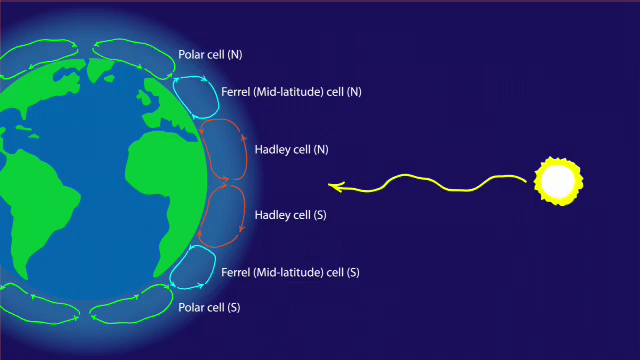 Polar cell (N)
Ferrel (Mid-latitude) cell (N)
Hadley cell (N)
Hadley cell (S)
Ferrel (Mid-latitude) cell (S)
Polar cell (S)